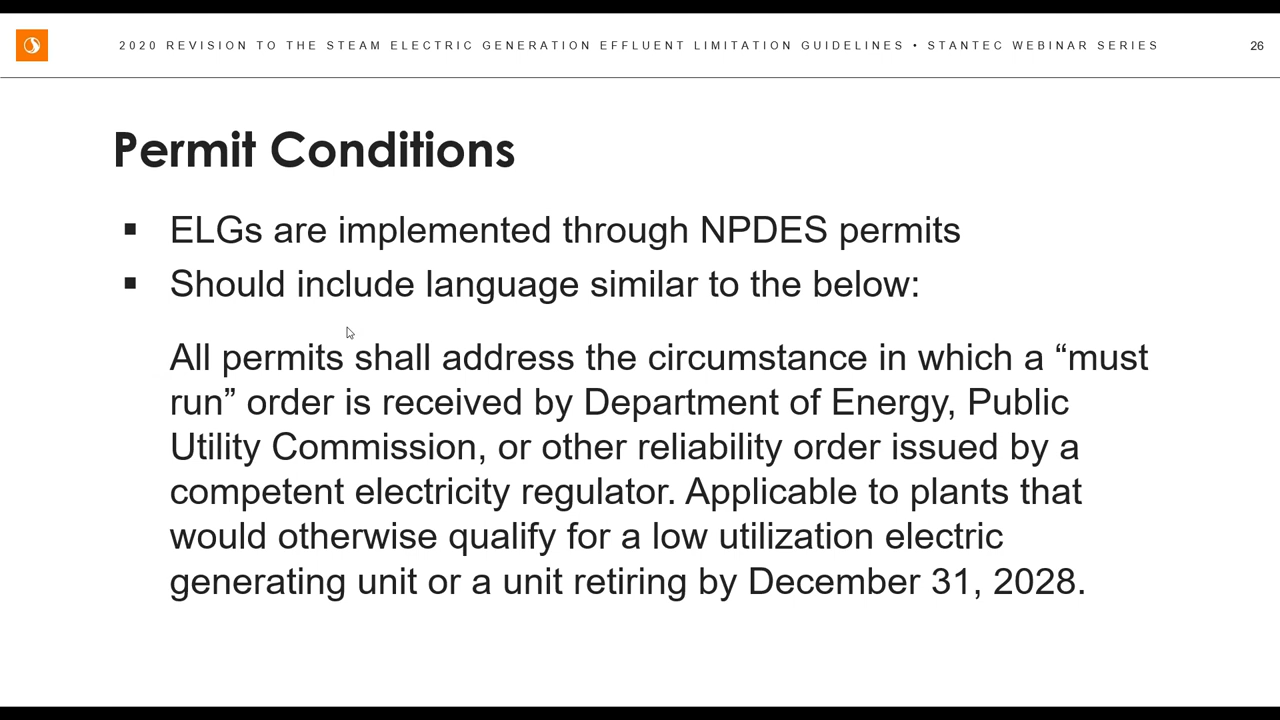 2020 REVISION TO THE STEAM ELECTRIC GENERATION EFFLUENT LIMITATION GUIDELINES • STANTEC WEBINAR SERIES
26
Permit Conditions
▪ ELGs are implemented through NPDES permits
▪ Should include language similar to the below:
All permits shall address the circumstance in which a “must
run” order is received by Department of Energy, Public
Utility Commission, or other reliability order issued by a
competent electricity regulator. Applicable to plants that
would otherwise qualify for a low utilization electric
generating unit or a unit retiring by December 31, 2028.